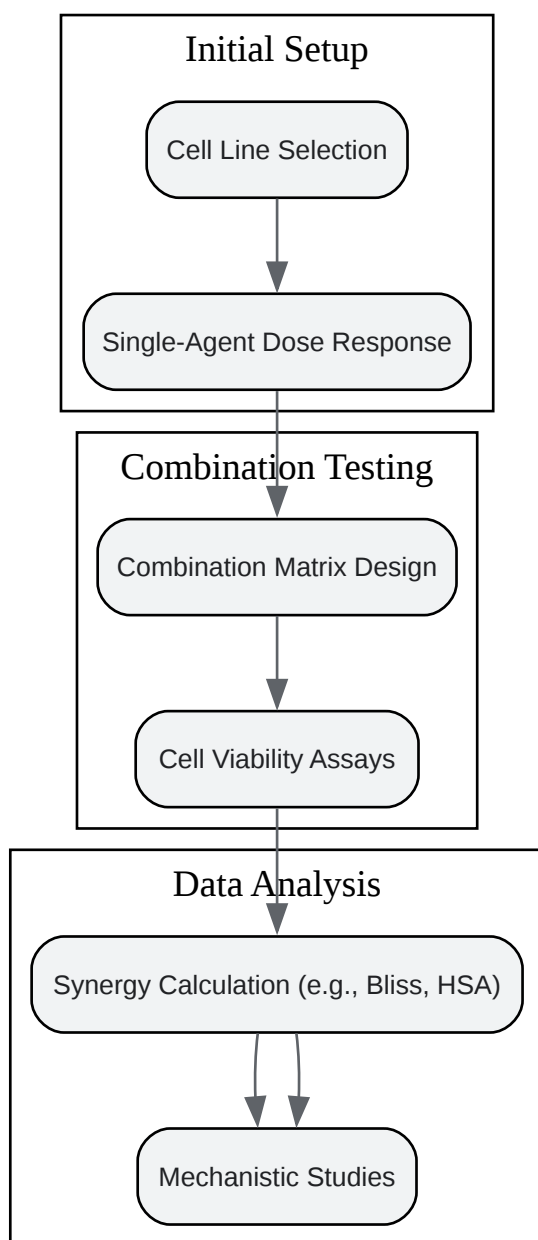 Initial Setup
Cell Line Selection
Single-Agent Dose Response
Combination Testing
Combination Matrix Design
Cell Viability Assays
Data Analysis
Synergy Calculation (e.g., Bliss, HSA)
Mechanistic Studies